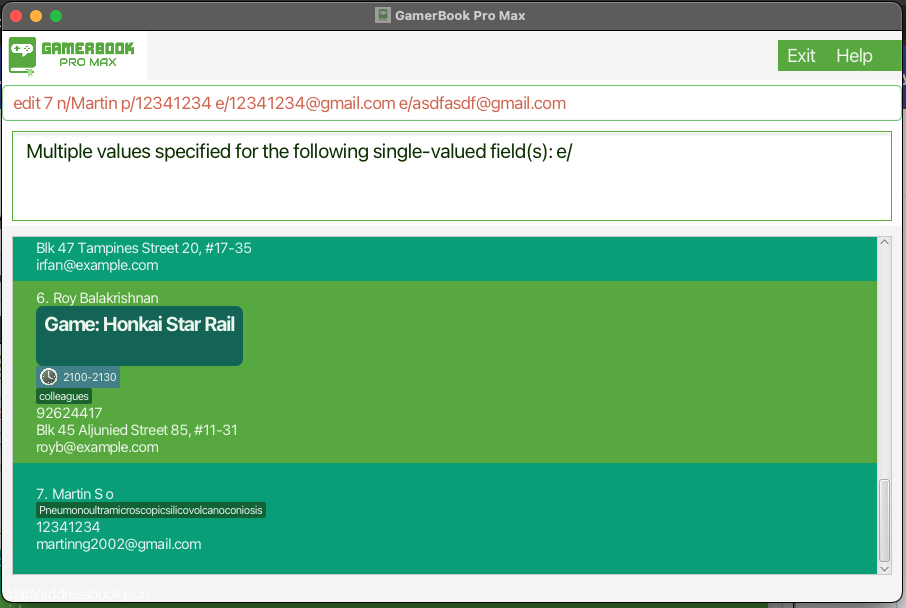 GamerBook Pro Max
GAMERBOOK
PRO MAX
Exit Help
edit 7 n/Martin p/12341234 e/12341234@gmail.com e/asdfasdf@gmail.com
Multiple values specified for the following single-valued field(s): e/
Blk 47 Tampines Street 20, #17-35
irfan@example.com
6. Roy Balakrishnan
Game: Honkai Star Rail
2100-2130
colleagues
92624417
Blk 45 Aljunied Street 85, #11-31
royb@example.com
7. Martin S o
Pneumonoultramicroscopicsilicovolcanoconiosis
12341234
martinng2002@gmail.com
data/addressbook.json